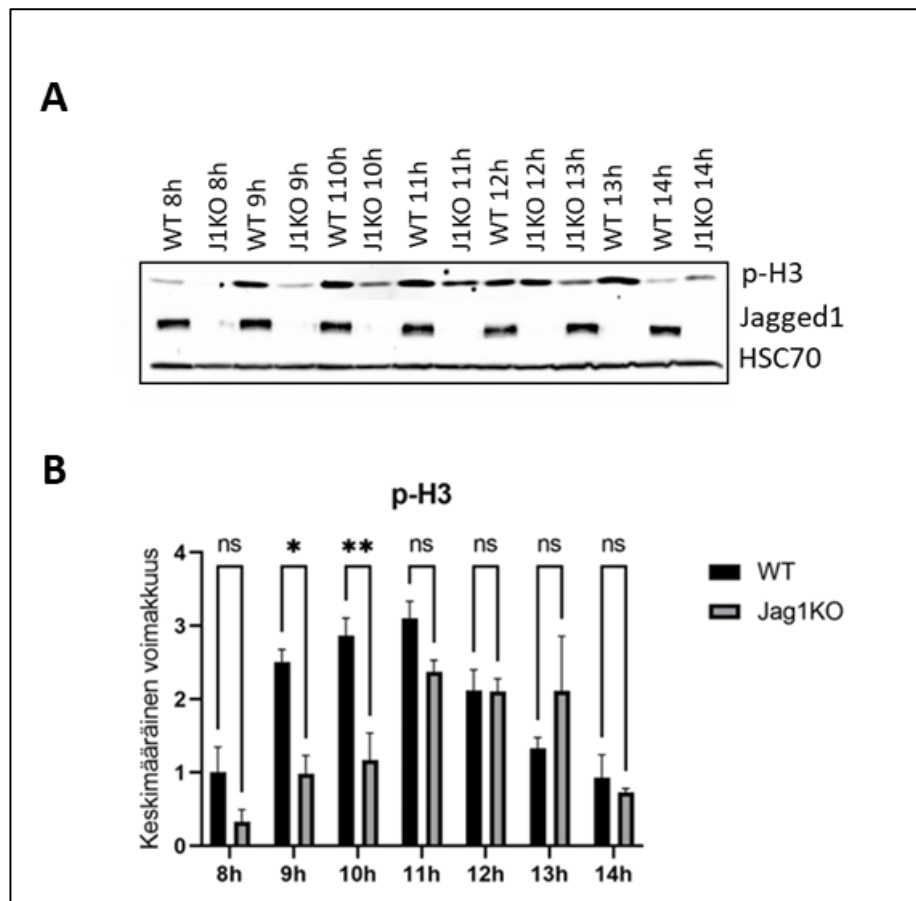 A
WT 8h
J1KO 8h
WT 9h
J1KO 9h
WT 110h
J1KO 10h
WT 11h
J1KO 11h
WT 12h
J1KO 12h
J1KO 13h
WT 13h
WT 14h
J1KO 14h
p-H3
Jagged1
HSC70
B
p-H3
Keskimääräinen voimakkuus
4
3
2
1
0
ns
*
**
ns
ns
ns
ns
WT
Jag1KO
8h
9h
10h
11h
12h
13h
14h